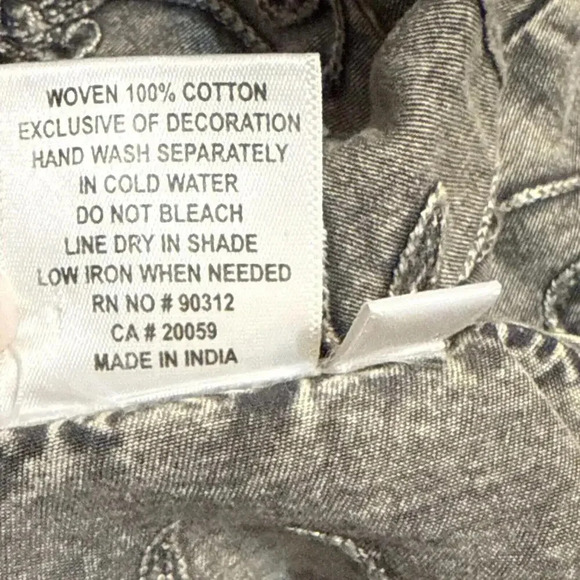 WOVEN 100% COTTON
EXCLUSIVE OF DECORATION
HAND WASH SEPARATELY
IN COLD WATER
DO NOT BLEACH
LINE DRY IN SHADE
LOW IRON WHEN NEEDED
RN NO # 90312
CA # 20059
MADE IN INDIA